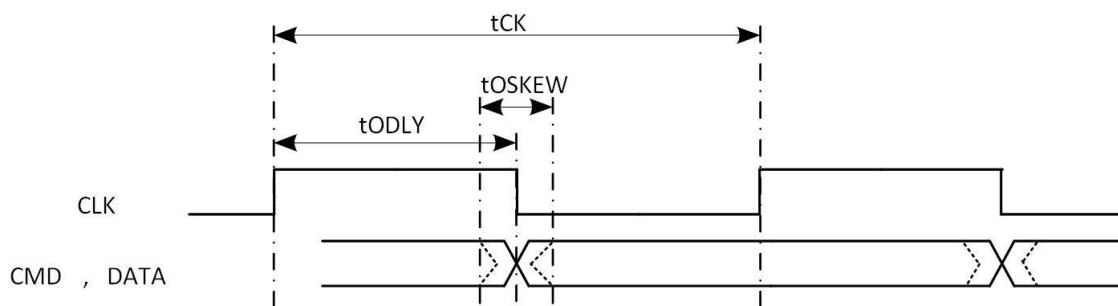 tCK
tOSKEW
tODLY
CLK
CMD , DATA